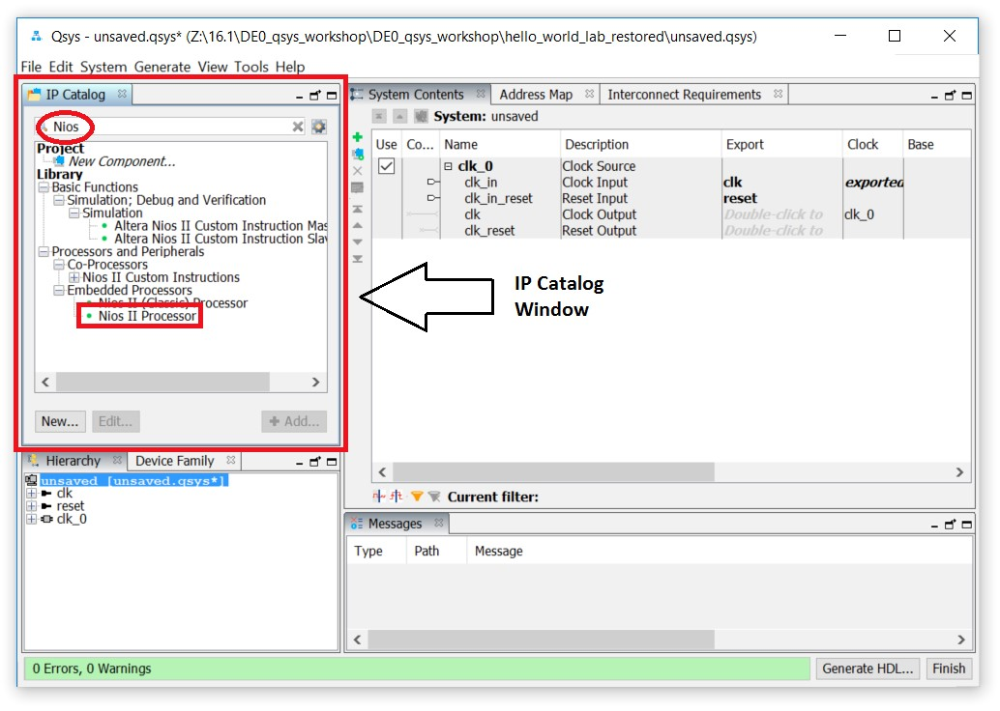 Qsys - unsaved.qsys* (Z:\16.1\DE0_qsys_workshop\DE0_qsys_workshop\hello_world_lab_restored\unsaved.qsys)
File Edit System Generate View Tools Help
IP Catalog
Nios
Project
New Component...
Library
Basic Functions
Simulation; Debug and Verification
Simulation
Altera Nios II Custom Instruction Mas
Altera Nios II Custom Instruction Slav
Processors and Peripherals
Co-Processors
Nios II Custom Instructions
Embedded Processors
Nios II (Classic) Processor
Nios II Processor
New... Edit... Add...
System Contents Address Map Interconnect Requirements
System: unsaved
Use Co... Name Description Export Clock Base
clk_0 Clock Source
clk_in Clock Input clk exported
clk_in_reset Reset Input reset
clk Clock Output Double-click to clk_0
clk_reset Reset Output Double-click to
IP Catalog
Window
Current filter:
Hierarchy Device Family
unsaved [unsaved.qsys*]
clk
reset
clk_0
Messages
Type Path Message
0 Errors, 0 Warnings
Generate HDL... Finish